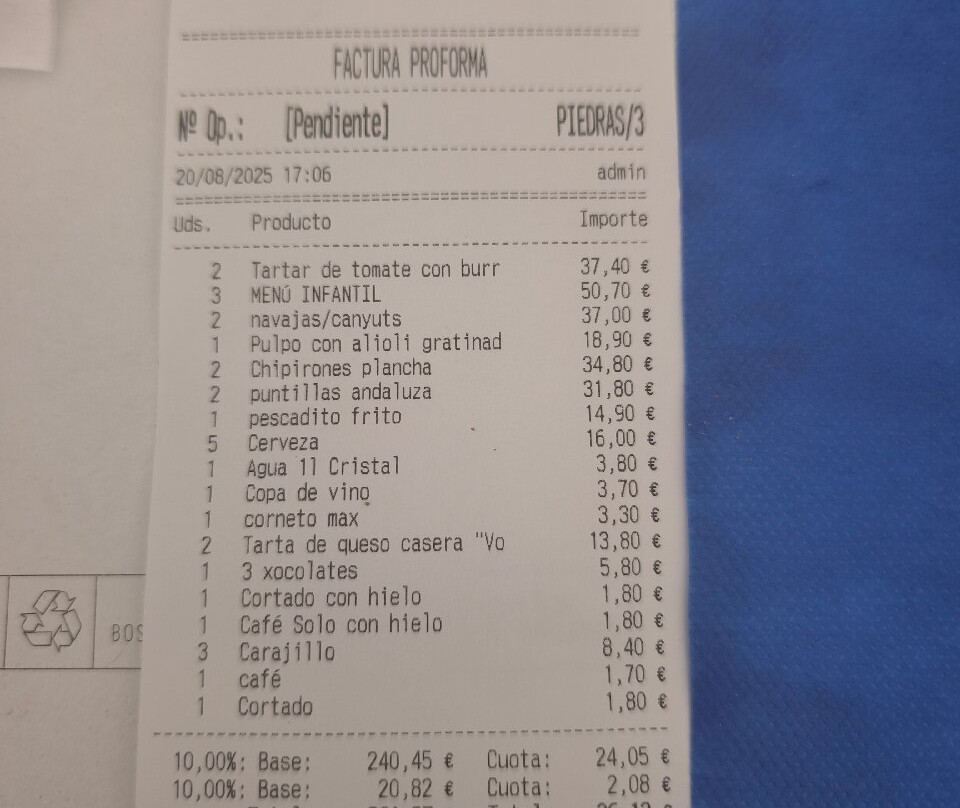 FACTURA PROFORMA
Nº Op.: [Pendiente] PIEDRAS/3
20/08/2025 17:06 admin
Uds. Producto Importe
2 Tartar de tomate con burr 37,40 €
3 MENÚ INFANTIL 50,70 €
2 navajas/canyuts 37,00 €
1 Pulpo con alioli gratinad 18,90 €
2 Chipirones plancha 34,80 €
2 puntillas andaluza 31,80 €
1 pescadito frito 14,90 €
5 Cerveza 16,00 €
1 Agua 1l Cristal 3,80 €
1 Copa de vino 3,70 €
1 corneto max 3,30 €
2 Tarta de queso casera "Vo 13,80 €
1 3 xocolates 5,80 €
1 Cortado con hielo 1,80 €
1 Café Solo con hielo 1,80 €
3 Carajillo 8,40 €
1 café 1,70 €
1 Cortado 1,80 €
10,00%: Base: 240,45 € Cuota: 24,05 €
10,00%: Base: 20,82 € Cuota: 2,08 €
BOS